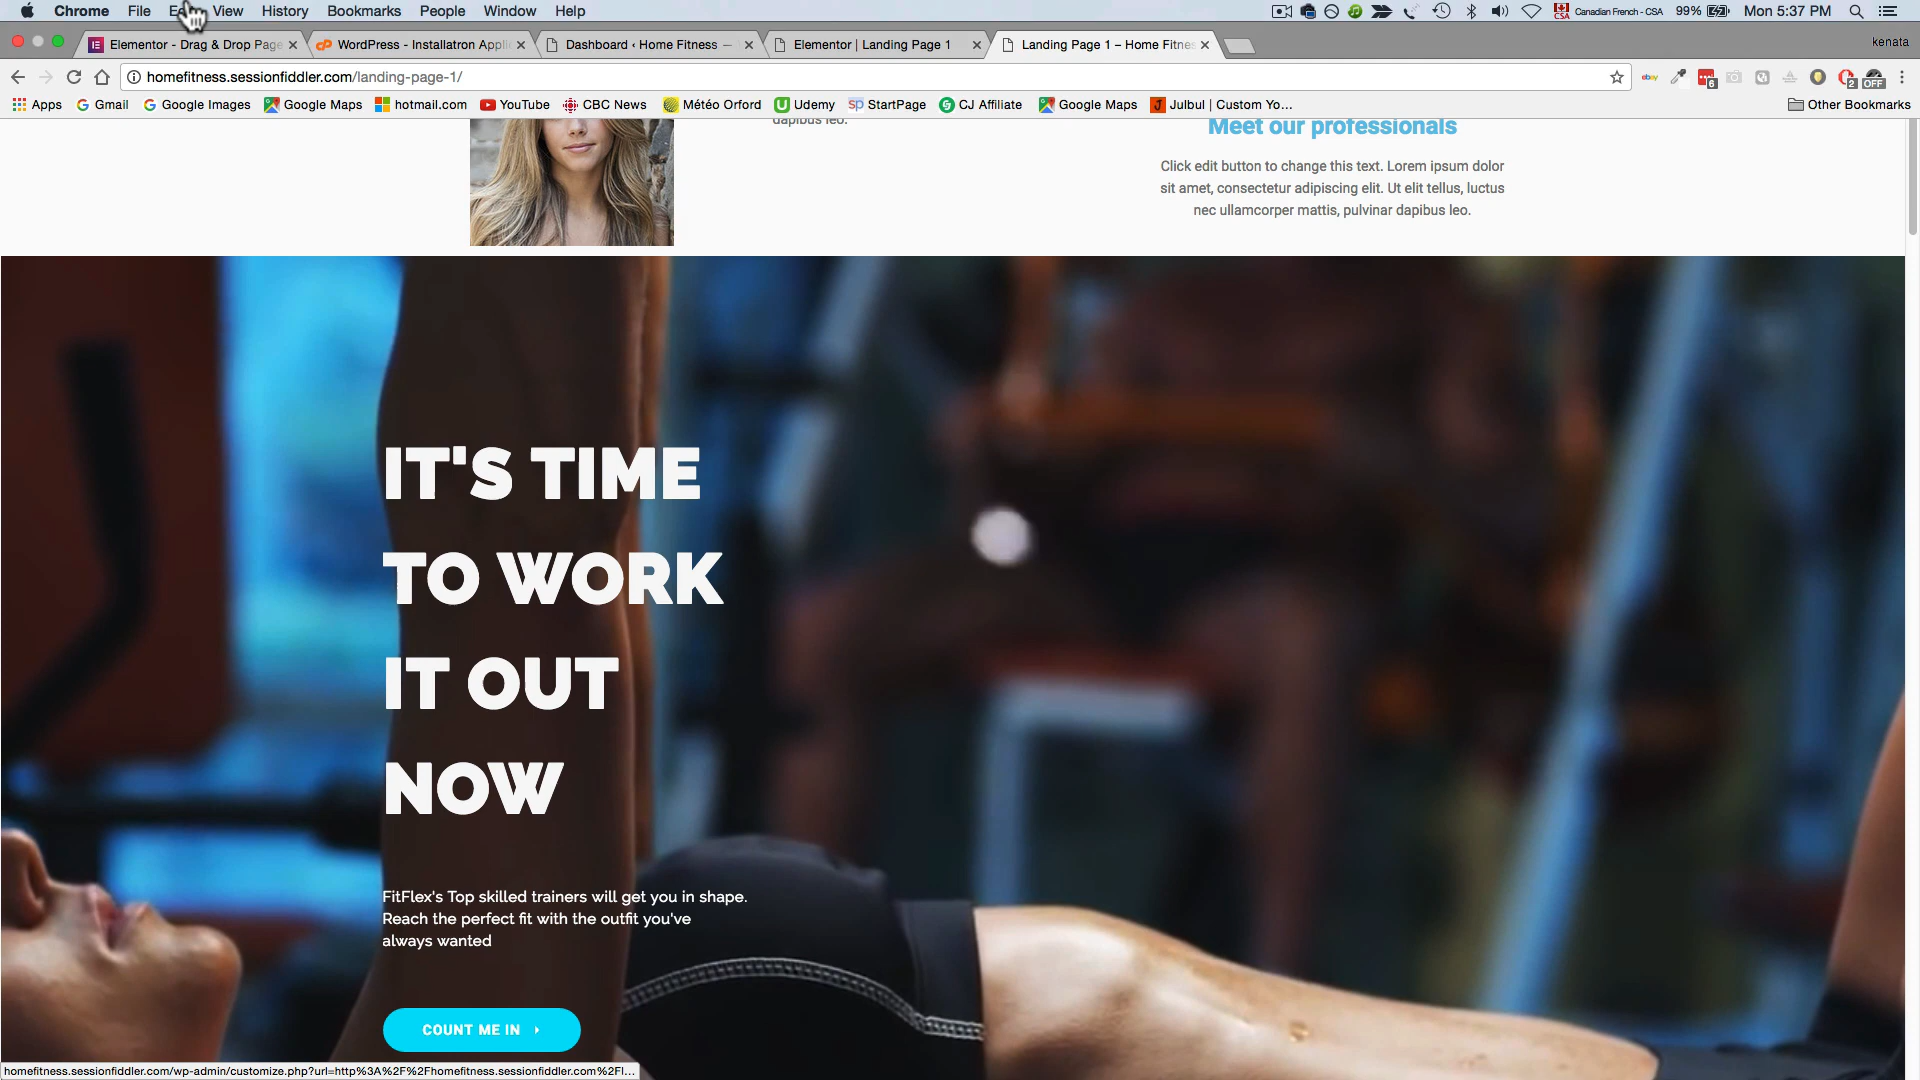 Chrome File View History Bookmarks People Window Help Canadian French - CSA 99% Mon 5:37 PM
Elementor - Drag & Drop Page WordPress - Installatron Appli Dashboard ‹ Home Fitness — Elementor | Landing Page 1 Landing Page 1 – Home Fitnes kenata
homefitness.sessionfiddler.com/landing-page-1/ ebay 6 2 OFF
Apps Gmail Google Images Google Maps hotmail.com YouTube CBC News Météo Orford Udemy StartPage CJ Affiliate Google Maps Julbul | Custom Yo... Other Bookmarks
dapibus leo.
Meet our professionals
Click edit button to change this text. Lorem ipsum dolor
sit amet, consectetur adipiscing elit. Ut elit tellus, luctus
nec ullamcorper mattis, pulvinar dapibus leo.
IT'S TIME
TO WORK
IT OUT
NOW
FitFlex's Top skilled trainers will get you in shape.
Reach the perfect fit with the outfit you've
always wanted
COUNT ME IN
homefitness.sessionfiddler.com/wp-admin/customize.php?url=http%3A%2F%2Fhomefitness.sessionfiddler.com%2Fl...